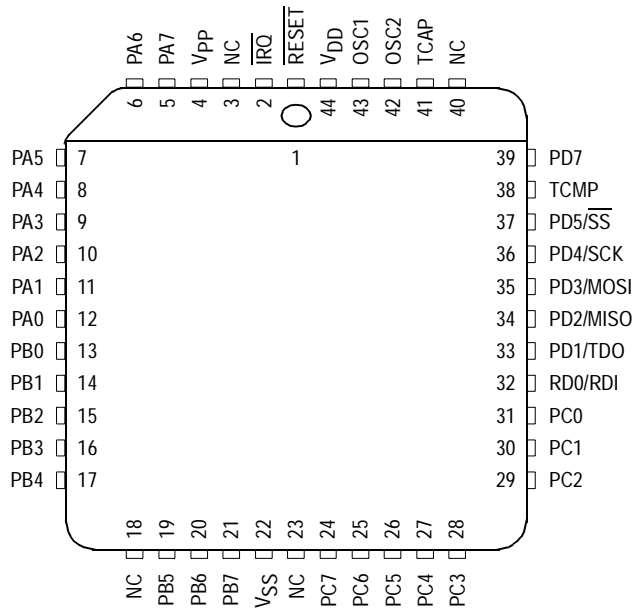 PA6 PA7 VPP NC IRQ RESET VDD OSC1 OSC2 TCAP NC
6 5 4 3 2 44 43 42 41 40
PA5 7 1 39 PD7
PA4 8 38 TCMP
PA3 9 37 PD5/SS
PA2 10 36 PD4/SCK
PA1 11 35 PD3/MOSI
PA0 12 34 PD2/MISO
PB0 13 33 PD1/TDO
PB1 14 32 RD0/RDI
PB2 15 31 PC0
PB3 16 30 PC1
PB4 17 29 PC2
18 19 20 21 22 23 24 25 26 27 28
NC PB5 PB6 PB7 VSS NC PC7 PC6 PC5 PC4 PC3